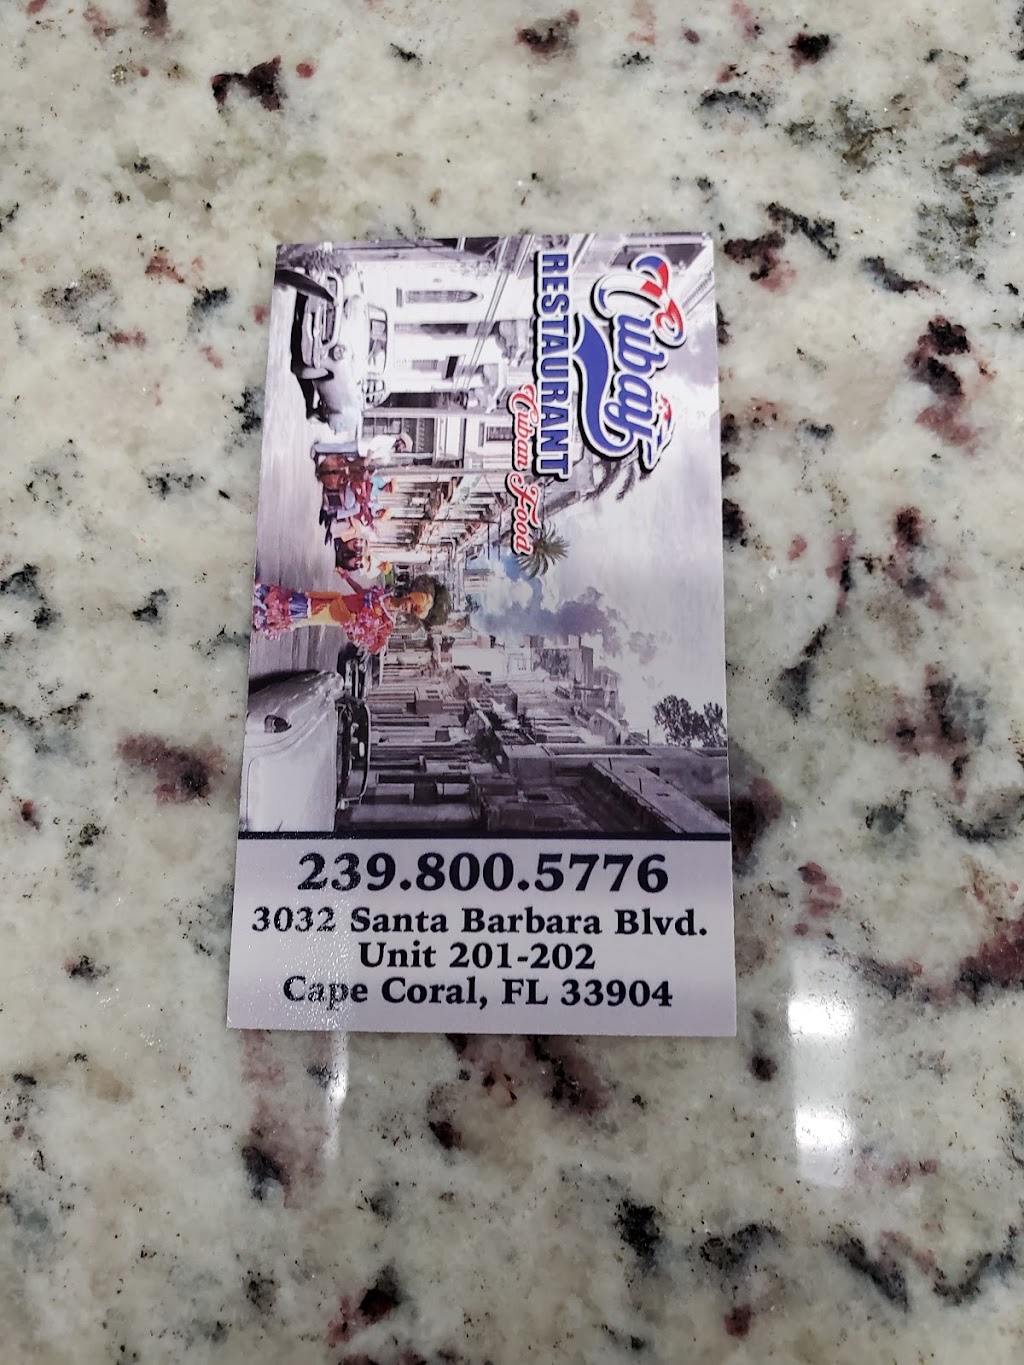 Cubay
RESTAURANT
Cuban Food
239.800.5776
3032 Santa Barbara Blvd.
Unit 201-202
Cape Coral, FL 33904